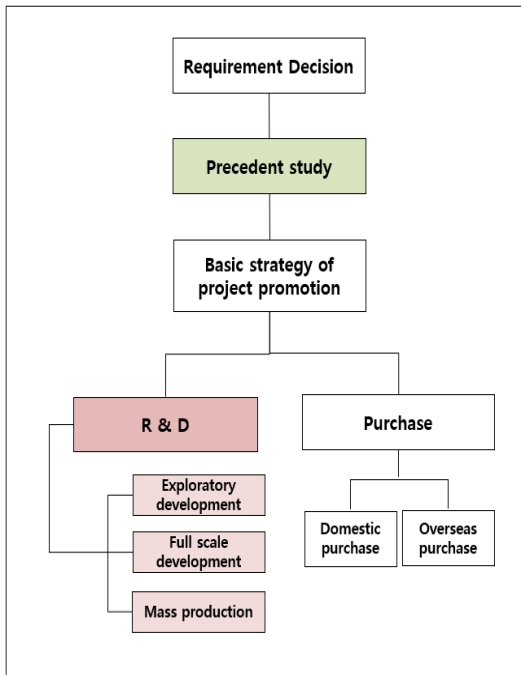 Requirement Decision
Precedent study
Basic strategy of
project promotion
R & D
Purchase
Exploratory
development
Full scale
development
Mass production
Domestic
purchase
Overseas
purchase